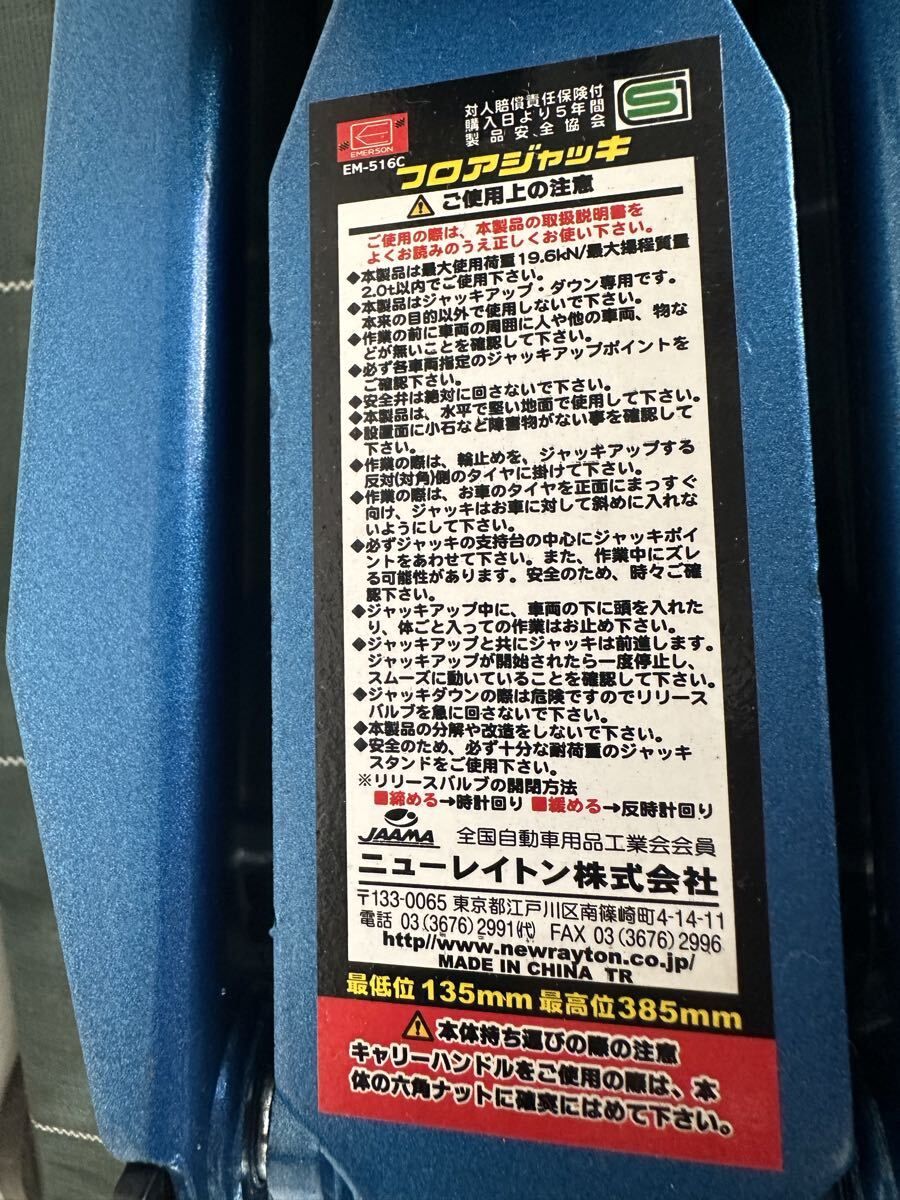 対人賠償責任保険付
購入日より5年間
製品安全協会
S
EMERSON
EM-516C
フロアジャッキ
ご使用上の注意
ご使用の際は、本製品の取扱説明書を
よくお読みのうえ正しくお使い下さい。
◆本製品は最大使用荷重19.6kN/最大揚程質量
2.0t以内でご使用下さい。
◆本製品はジャッキアップ・ダウン専用です。
本来の目的以外で使用しないで下さい。
◆作業の前に車両の周囲に人や他の車両、物な
どが無いことを確認して下さい。
◆必ず各車両指定のジャッキアップポイントを
ご確認下さい。
◆安全弁は絶対に回さないで下さい。
◆本製品は、水平で堅い地面で使用して下さい。
◆設置面に小石など障害物がない事を確認して
下さい。
◆作業の際は、輪止めを、ジャッキアップする
反対(対角)側のタイヤに掛けて下さい。
◆作業の際は、お車のタイヤを正面にまっすぐ
向け、ジャッキはお車に対して斜めに入れな
いようにして下さい。
◆必ずジャッキの支持台の中心にジャッキポイ
ントをあわせて下さい。また、作業中にズレ
る可能性があります。安全のため、時々ご確
認下さい。
◆ジャッキアップ中に、車両の下に頭を入れた
り、体ごと入っての作業はお止め下さい。
◆ジャッキアップと共にジャッキは前進します。
ジャッキアップが開始されたら一度停止し、
スムーズに動いていることを確認して下さい。
◆ジャッキダウンの際は危険ですのでリリース
バルブを急に回さないで下さい。
◆本製品の分解や改造をしないで下さい。
◆安全のため、必ず十分な耐荷重のジャッキ
スタンドをご使用下さい。
※リリースバルブの開閉方法
■締める→時計回り ■緩める→反時計回り
JAAMA 全国自動車用品工業会会員
ニューレイトン株式会社
〒133-0065 東京都江戸川区南篠崎町4-14-11
電話 03(3676)2991(代) FAX 03(3676)2996
http//www.newrayton.co.jp/
MADE IN CHINA TR
最低位135mm 最高位385mm
本体持ち運びの際の注意
キャリーハンドルをご使用の際は、本
体の六角ナットに確実にはめて下さい。